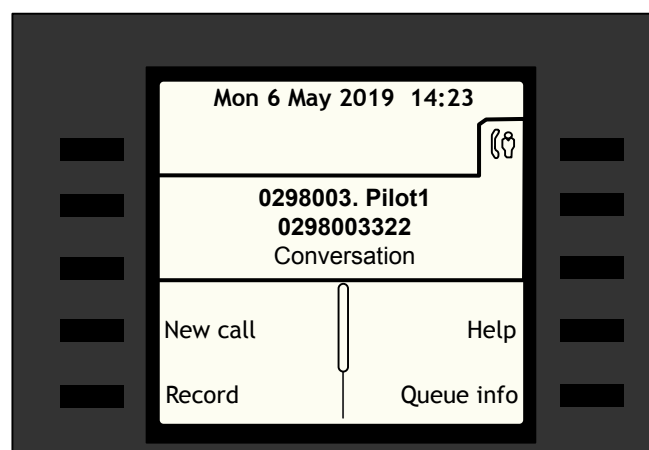 Mon 6 May 2019 14:23
0298003. Pilot1
0298003322
Conversation
New call Help
Record Queue info